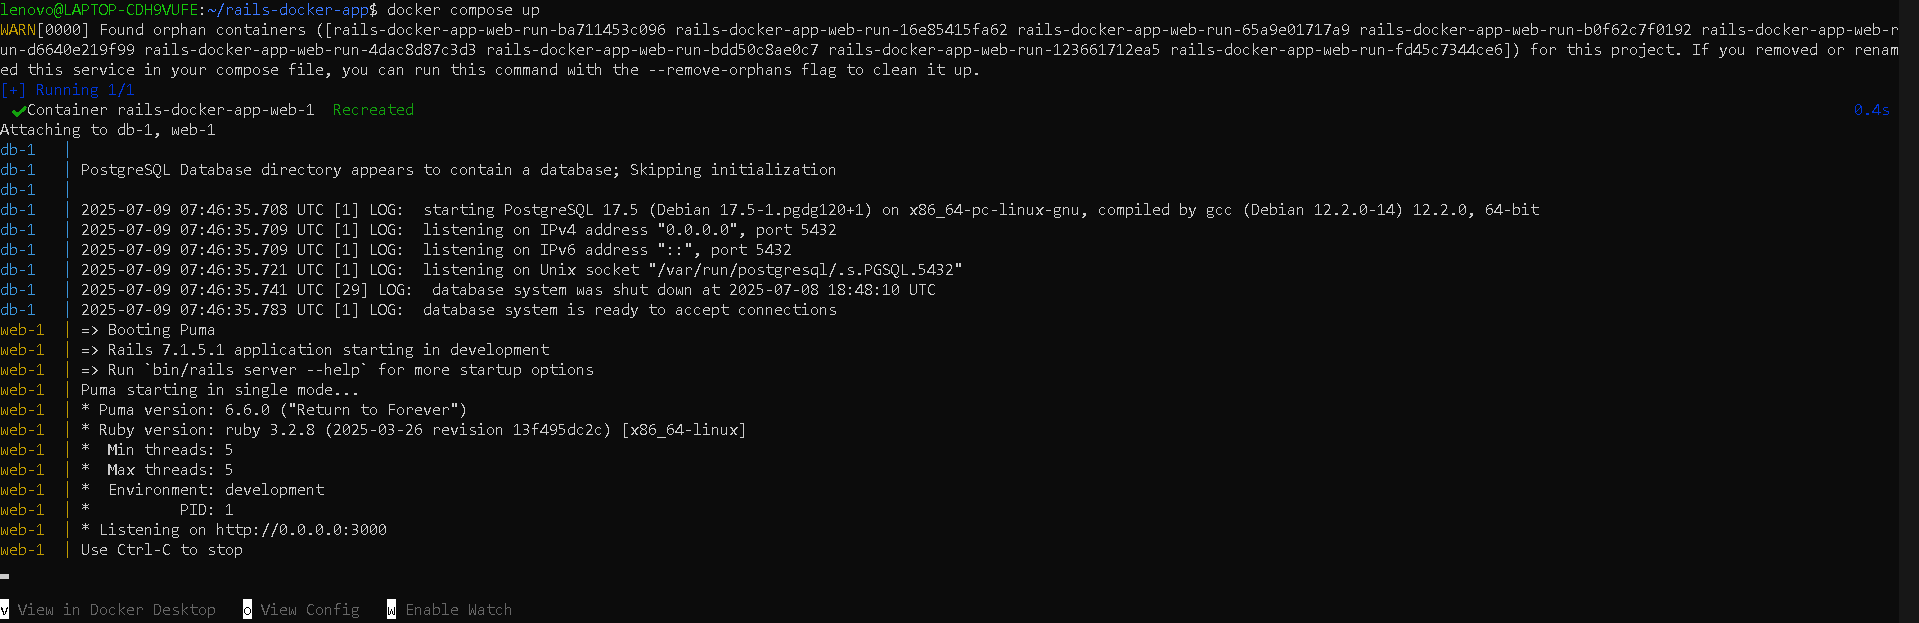 lenovo@LAPTOP-CDH9VUFE:~/rails-docker-app$ docker compose up
WARN[0000] Found orphan containers ([rails-docker-app-web-run-ba711453c096 rails-docker-app-web-run-16e85415fa62 rails-docker-app-web-run-65a9e01717a9 rails-docker-app-web-run-b0f62c7f0192 rails-docker-app-web-r
un-d6640e219f99 rails-docker-app-web-run-4dac8d87c3d3 rails-docker-app-web-run-bdd50c8ae0c7 rails-docker-app-web-run-123661712ea5 rails-docker-app-web-run-fd45c7344ce6]) for this project. If you removed or renam
ed this service in your compose file, you can run this command with the --remove-orphans flag to clean it up.
[+] Running 1/1
✔Container rails-docker-app-web-1  Recreated 0.4s
Attaching to db-1, web-1
db-1   |
db-1   | PostgreSQL Database directory appears to contain a database; Skipping initialization
db-1   |
db-1   | 2025-07-09 07:46:35.708 UTC [1] LOG:  starting PostgreSQL 17.5 (Debian 17.5-1.pgdg120+1) on x86_64-pc-linux-gnu, compiled by gcc (Debian 12.2.0-14) 12.2.0, 64-bit
db-1   | 2025-07-09 07:46:35.709 UTC [1] LOG:  listening on IPv4 address "0.0.0.0", port 5432
db-1   | 2025-07-09 07:46:35.709 UTC [1] LOG:  listening on IPv6 address "::", port 5432
db-1   | 2025-07-09 07:46:35.721 UTC [1] LOG:  listening on Unix socket "/var/run/postgresql/.s.PGSQL.5432"
db-1   | 2025-07-09 07:46:35.741 UTC [29] LOG:  database system was shut down at 2025-07-08 18:48:10 UTC
db-1   | 2025-07-09 07:46:35.783 UTC [1] LOG:  database system is ready to accept connections
web-1  | => Booting Puma
web-1  | => Rails 7.1.5.1 application starting in development
web-1  | => Run `bin/rails server --help` for more startup options
web-1  | Puma starting in single mode...
web-1  | * Puma version: 6.6.0 ("Return to Forever")
web-1  | * Ruby version: ruby 3.2.8 (2025-03-26 revision 13f495dc2c) [x86_64-linux]
web-1  | *  Min threads: 5
web-1  | *  Max threads: 5
web-1  | *  Environment: development
web-1  | *          PID: 1
web-1  | * Listening on http://0.0.0.0:3000
web-1  | Use Ctrl-C to stop
v View in Docker Desktop   o View Config   w Enable Watch